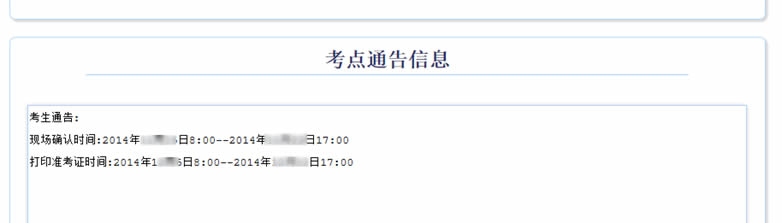 考点通告信息
考生通告:
现场确认时间:2014年 日8:00--2014年 日17:00
打印准考证时间:2014年1 6日8:00--2014年 日17:00